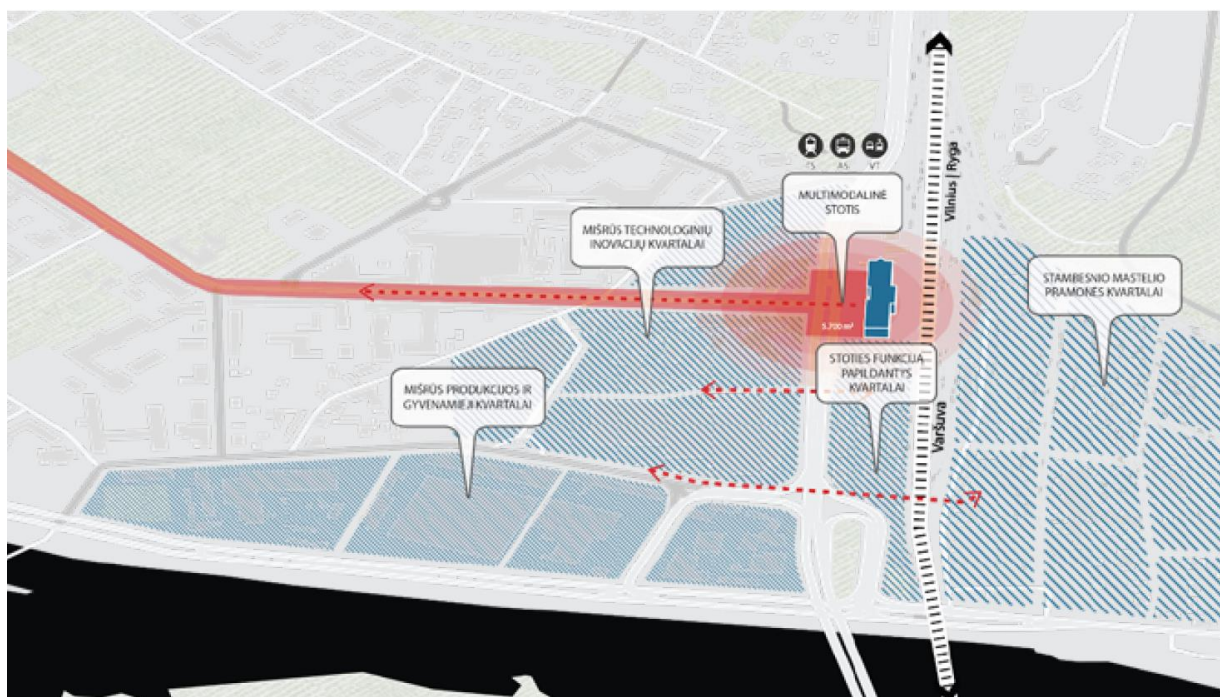 TS AS VT
MULTIMODALINĖ
STOTIS
MIŠRŪS TECHNOLOGINIŲ
INOVACIJŲ KVARTALAI
Vilnius | Ryga
STAMBESNIO MASTELIO
PRAMONĖS KVARTALAI
5.700 m²
STOTIES FUNKCIJĄ
PAPILDANTYS
KVARTALAI
MIŠRŪS PRODUKCIJOS IR
GYVENAMIEJI KVARTALAI
Varšuva